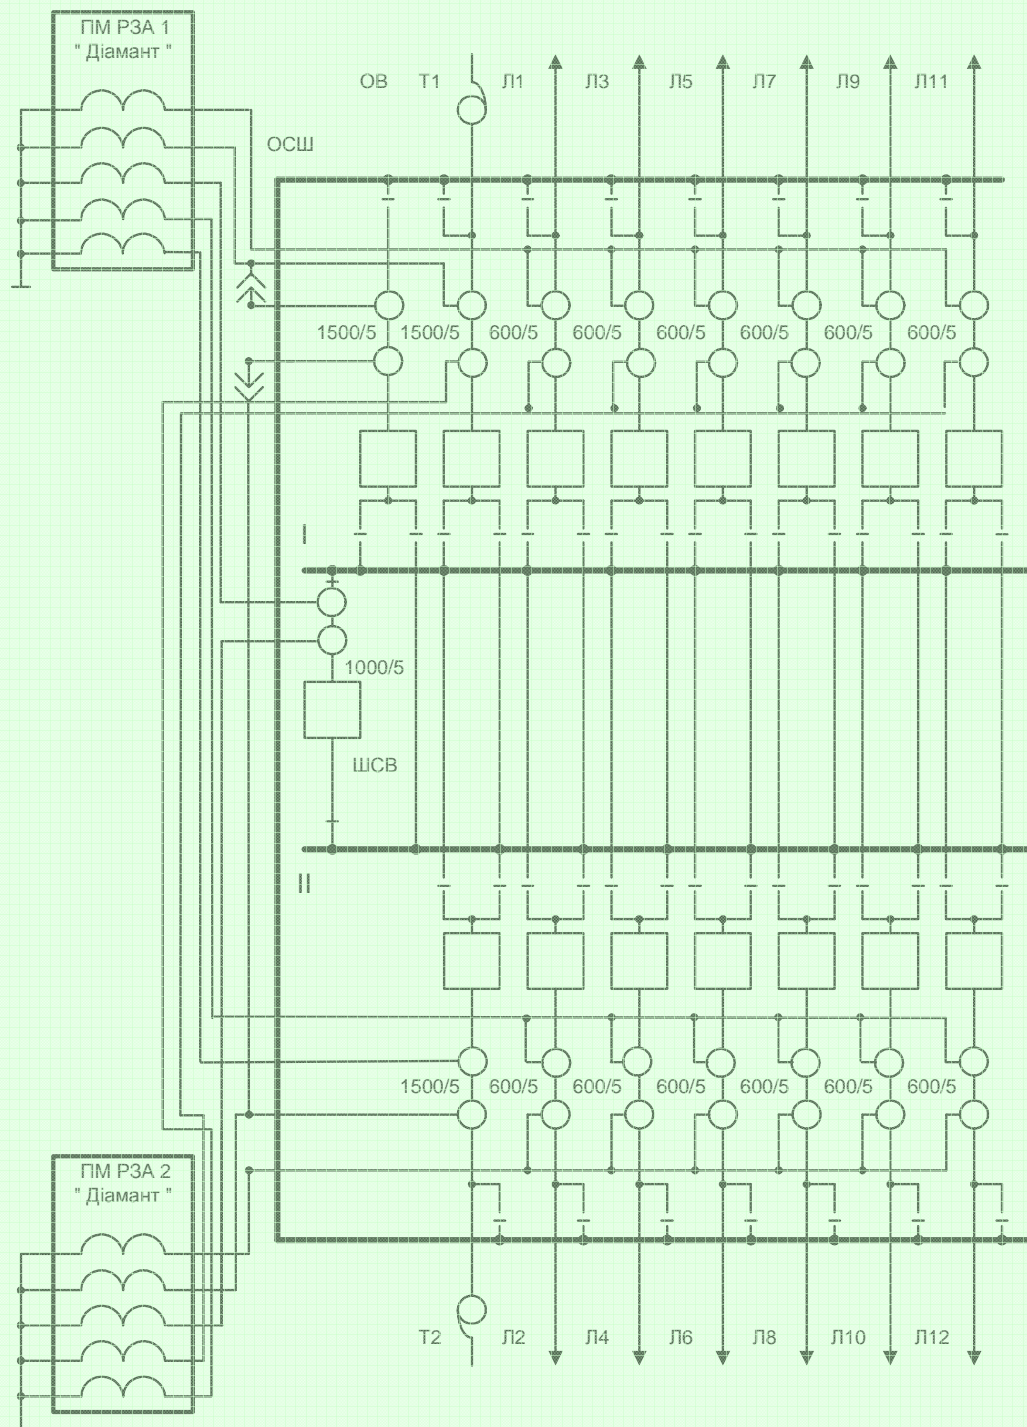 ПМ РЗА 1
" Діамант "
ОВ Т1 Л1 Л3 Л5 Л7 Л9 Л11
ОСШ
1500/5 1500/5 600/5 600/5 600/5 600/5 600/5 600/5
I
1000/5
ШСВ
II
1500/5 600/5 600/5 600/5 600/5 600/5 600/5
ПМ РЗА 2
" Діамант "
Т2 Л2 Л4 Л6 Л8 Л10 Л12